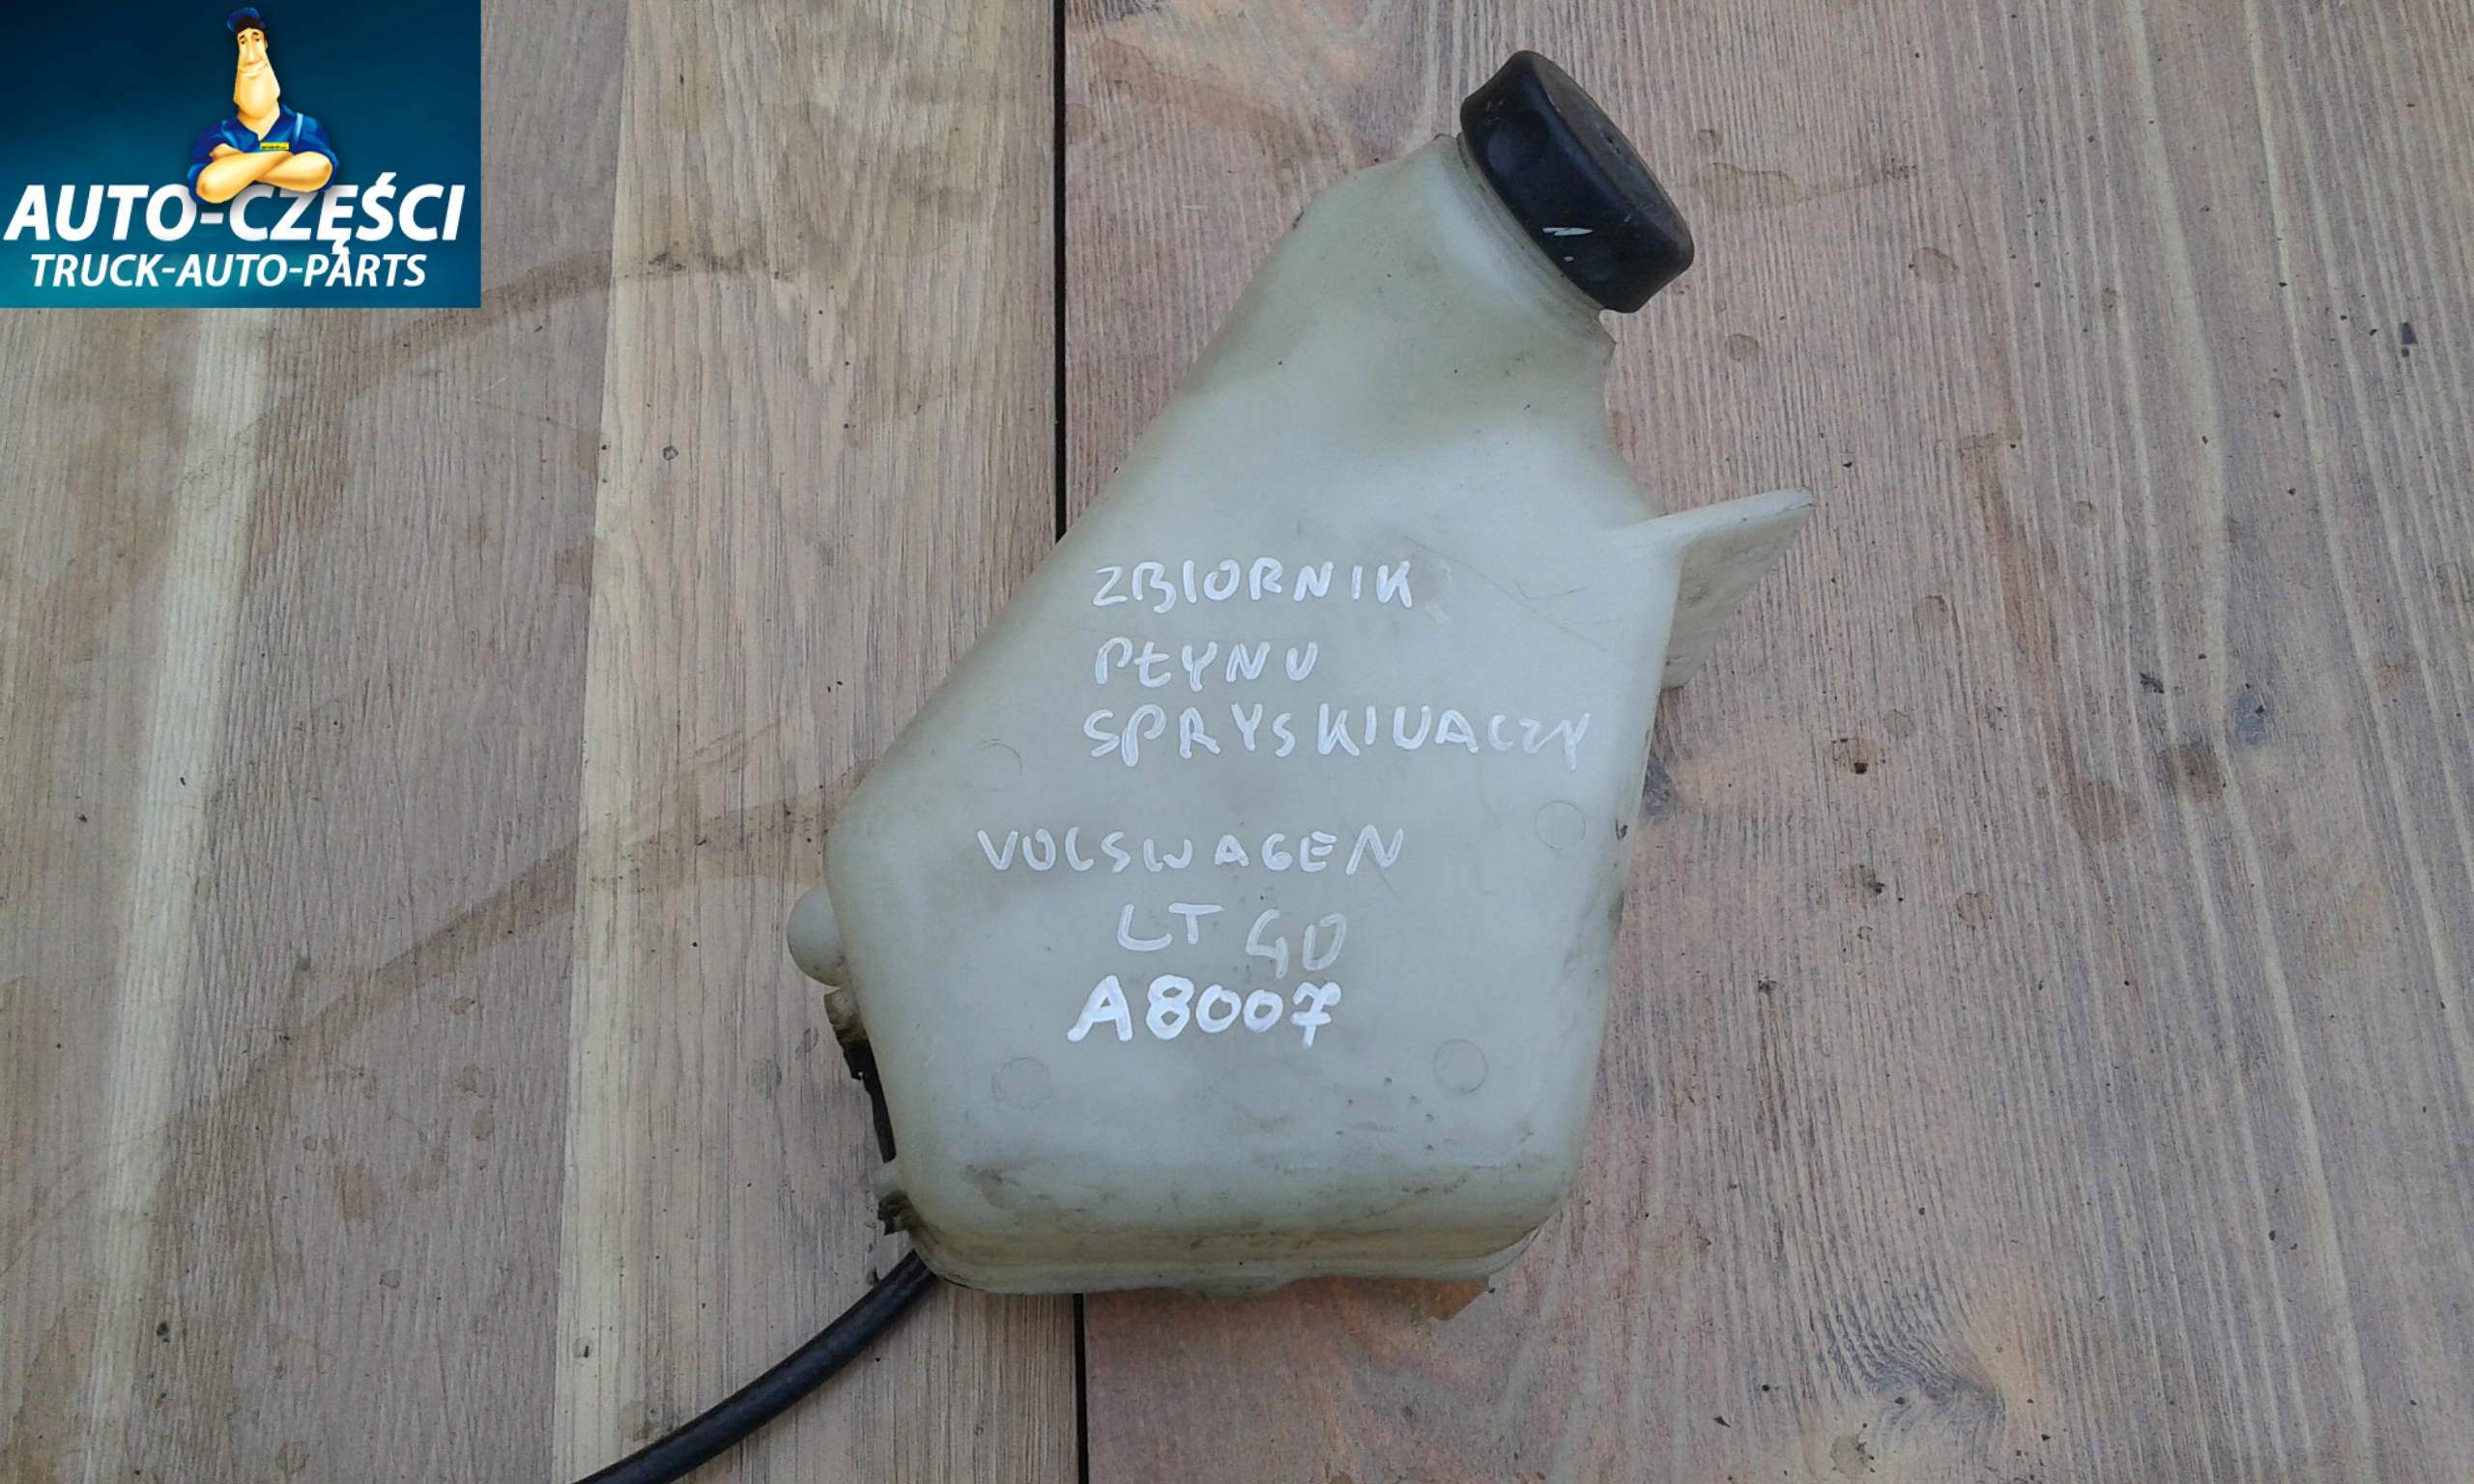 AUTO-CZĘŚCI
TRUCK-AUTO-PARTS
ZBIORNIK
PŁYNU
SPRYSKIWACZY
VOLSWAGEN
LT 40
A8007